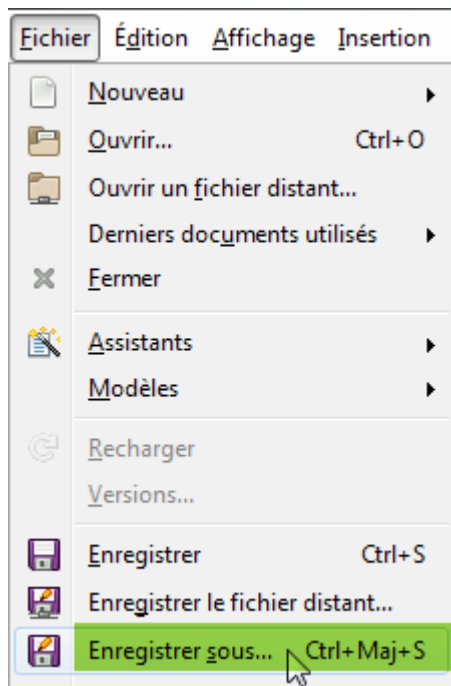 Fichier Édition Affichage Insertion
Nouveau
Ouvrir... Ctrl+O
Ouvrir un fichier distant...
Derniers documents utilisés
Fermer
Assistants
Modèles
Recharger
Versions...
Enregistrer Ctrl+S
Enregistrer le fichier distant...
Enregistrer sous... Ctrl+Maj+S